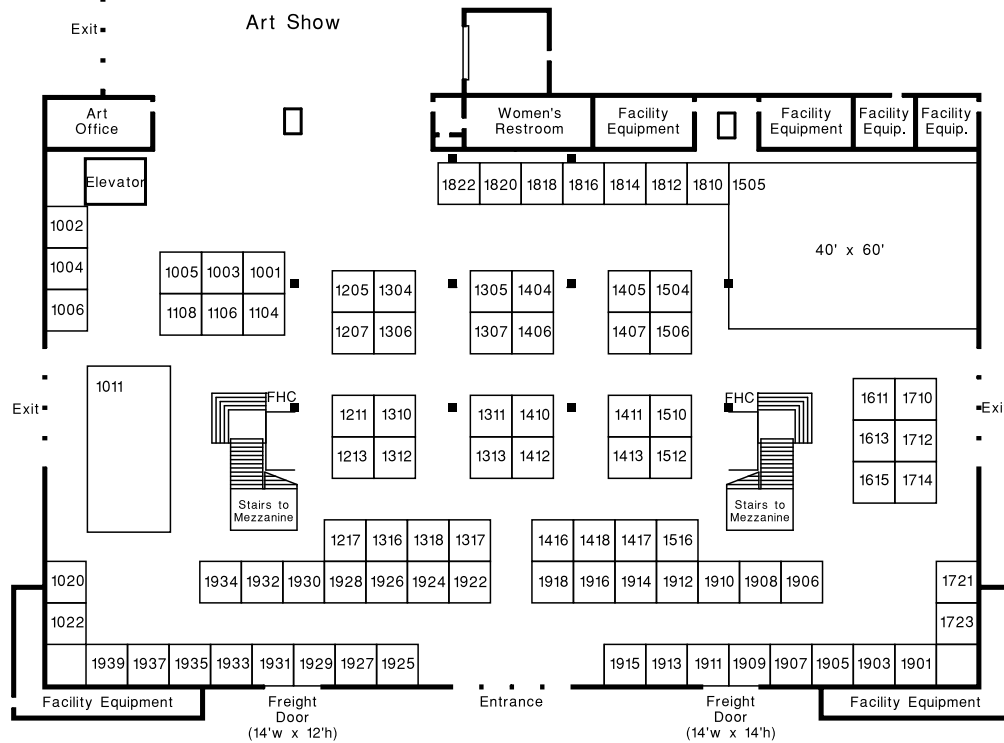 Art Show
Exit
Art
Office
Women's
Restroom
Facility
Equipment
Facility
Equipment
Facility
Equip.
Facility
Equip.
Elevator
1822 1820 1818 1816 1814 1812 1810 1505
1002
1004
1006
40' x 60'
1005 1003 1001
1108 1106 1104
1205 1304
1207 1306
1305 1404
1307 1406
1405 1504
1407 1506
1011
Exit
FHC
1211 1310
1213 1312
1311 1410
1313 1412
1411 1510
1413 1512
FHC
1611 1710
1613 1712
1615 1714
Exi
Stairs to
Mezzanine
Stairs to
Mezzanine
1217 1316 1318 1317
1416 1418 1417 1516
1934 1932 1930 1928 1926 1924 1922
1918 1916 1914 1912 1910 1908 1906
1020
1022
1721
1723
1939 1937 1935 1933 1931 1929 1927 1925
1915 1913 1911 1909 1907 1905 1903 1901
Facility Equipment
Freight
Door
(14'w x 12'h)
Entrance
Freight
Door
(14'w x 14'h)
Facility Equipment